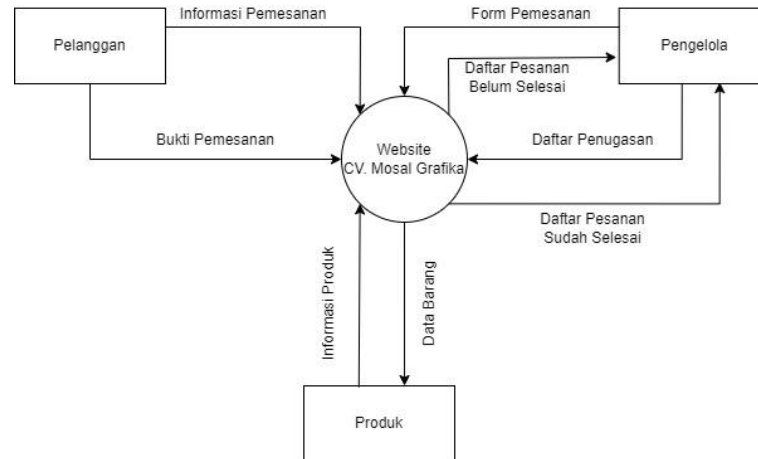 Informasi Pemesanan
Form Pemesanan
Pelanggan
Pengelola
Daftar Pesanan
Belum Selesai
Bukti Pemesanan
Website
CV. Mosal Grafika
Daftar Penugasan
Daftar Pesanan
Sudah Selesai
Informasi Produk
Data Barang
Produk